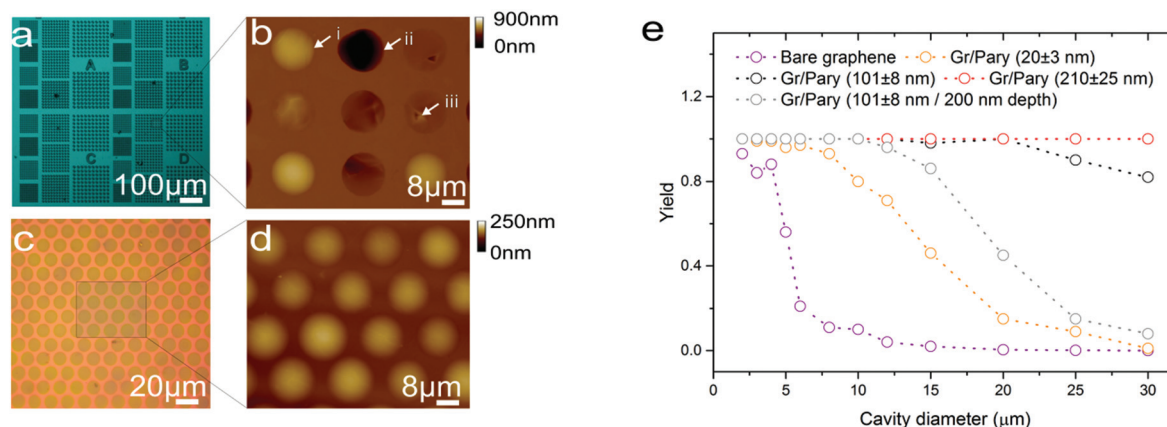 a
A
B
C
D
100µm
b
i
ii
iii
8µm
900nm
0nm
c
20µm
d
8µm
250nm
0nm
e
Bare graphene
Gr/Pary (20±3 nm)
Gr/Pary (101±8 nm)
Gr/Pary (210±25 nm)
Gr/Pary (101±8 nm / 200 nm depth)
Yield
1.2
0.8
0.4
0.0
0
5
10
15
20
25
30
Cavity diameter (µm)